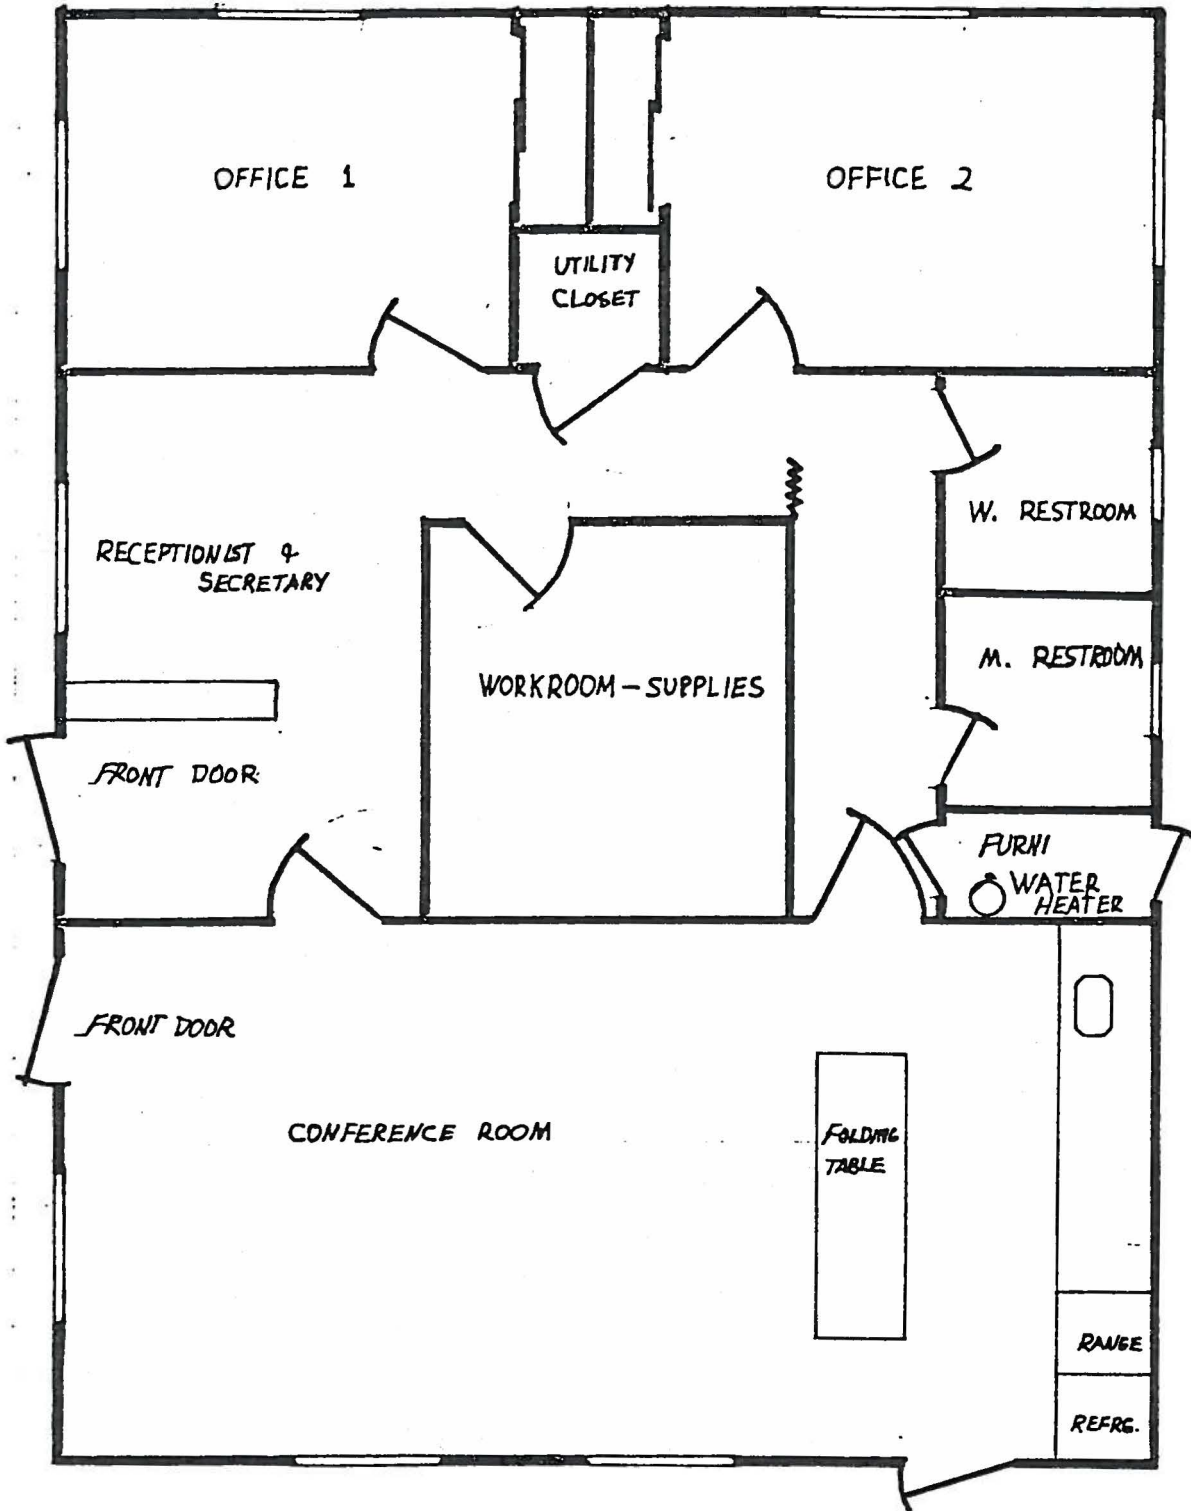 OFFICE 1
OFFICE 2
UTILITY
CLOSET
W. RESTROOM
RECEPTIONIST &
SECRETARY
M. RESTROOM
WORKROOM - SUPPLIES
FRONT DOOR
FURN
WATER
HEATER
FRONT DOOR
CONFERENCE ROOM
FOLDING
TABLE
RANGE
REFRG.